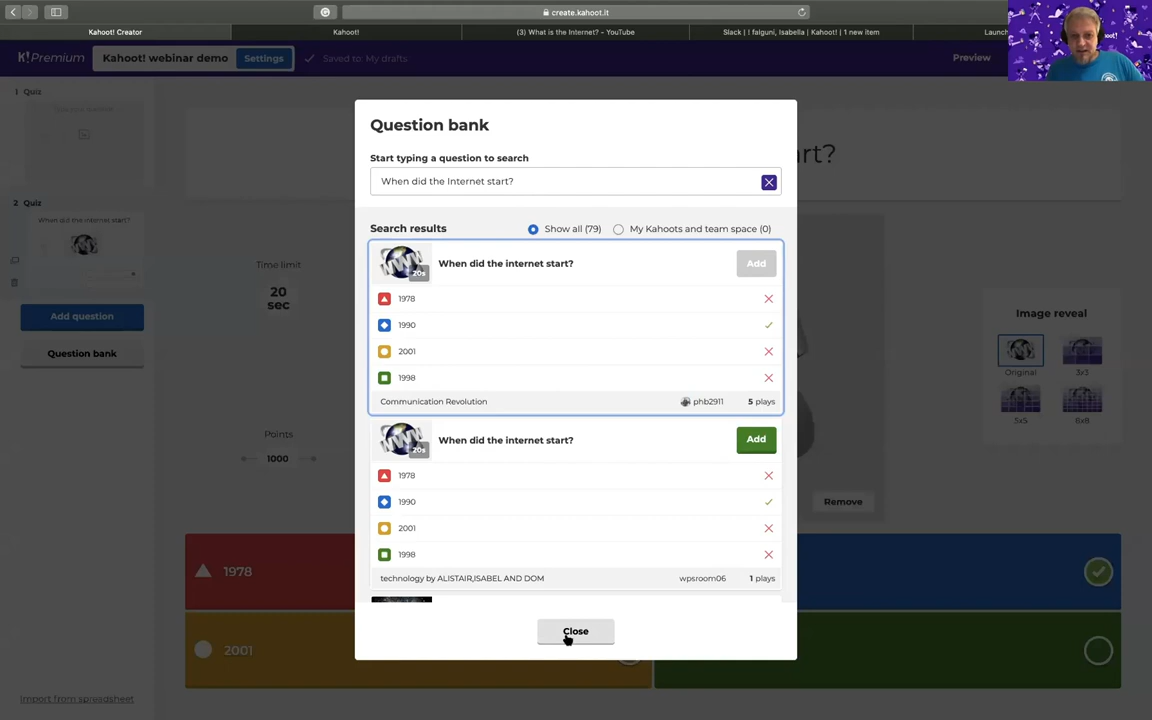 create.kahoot.it
Kahoot! Creator
Kahoot!
(3) What is the Internet? - YouTube
Slack | ! falguni, Isabella | Kahoot! | 1 new item
K!Premium
Kahoot! webinar demo
Settings
Saved to: My drafts
Preview
1 Quiz
2 Quiz
When did the internet start?
Add question
Question bank
Import from spreadsheet
Time limit
20
sec
Points
1000
Question bank
Start typing a question to search
When did the Internet start?
Search results
Show all (79)
My Kahoots and team space (0)
20s
When did the internet start?
Add
1978
1990
2001
1998
Communication Revolution
phb2911
5 plays
20s
When did the internet start?
Add
1978
1990
2001
1998
technology by ALISTAIR,ISABEL AND DOM
wpsroom06
1 plays
Close
Image reveal
Original
3x3
5x5
6x8
Remove
1978
2001